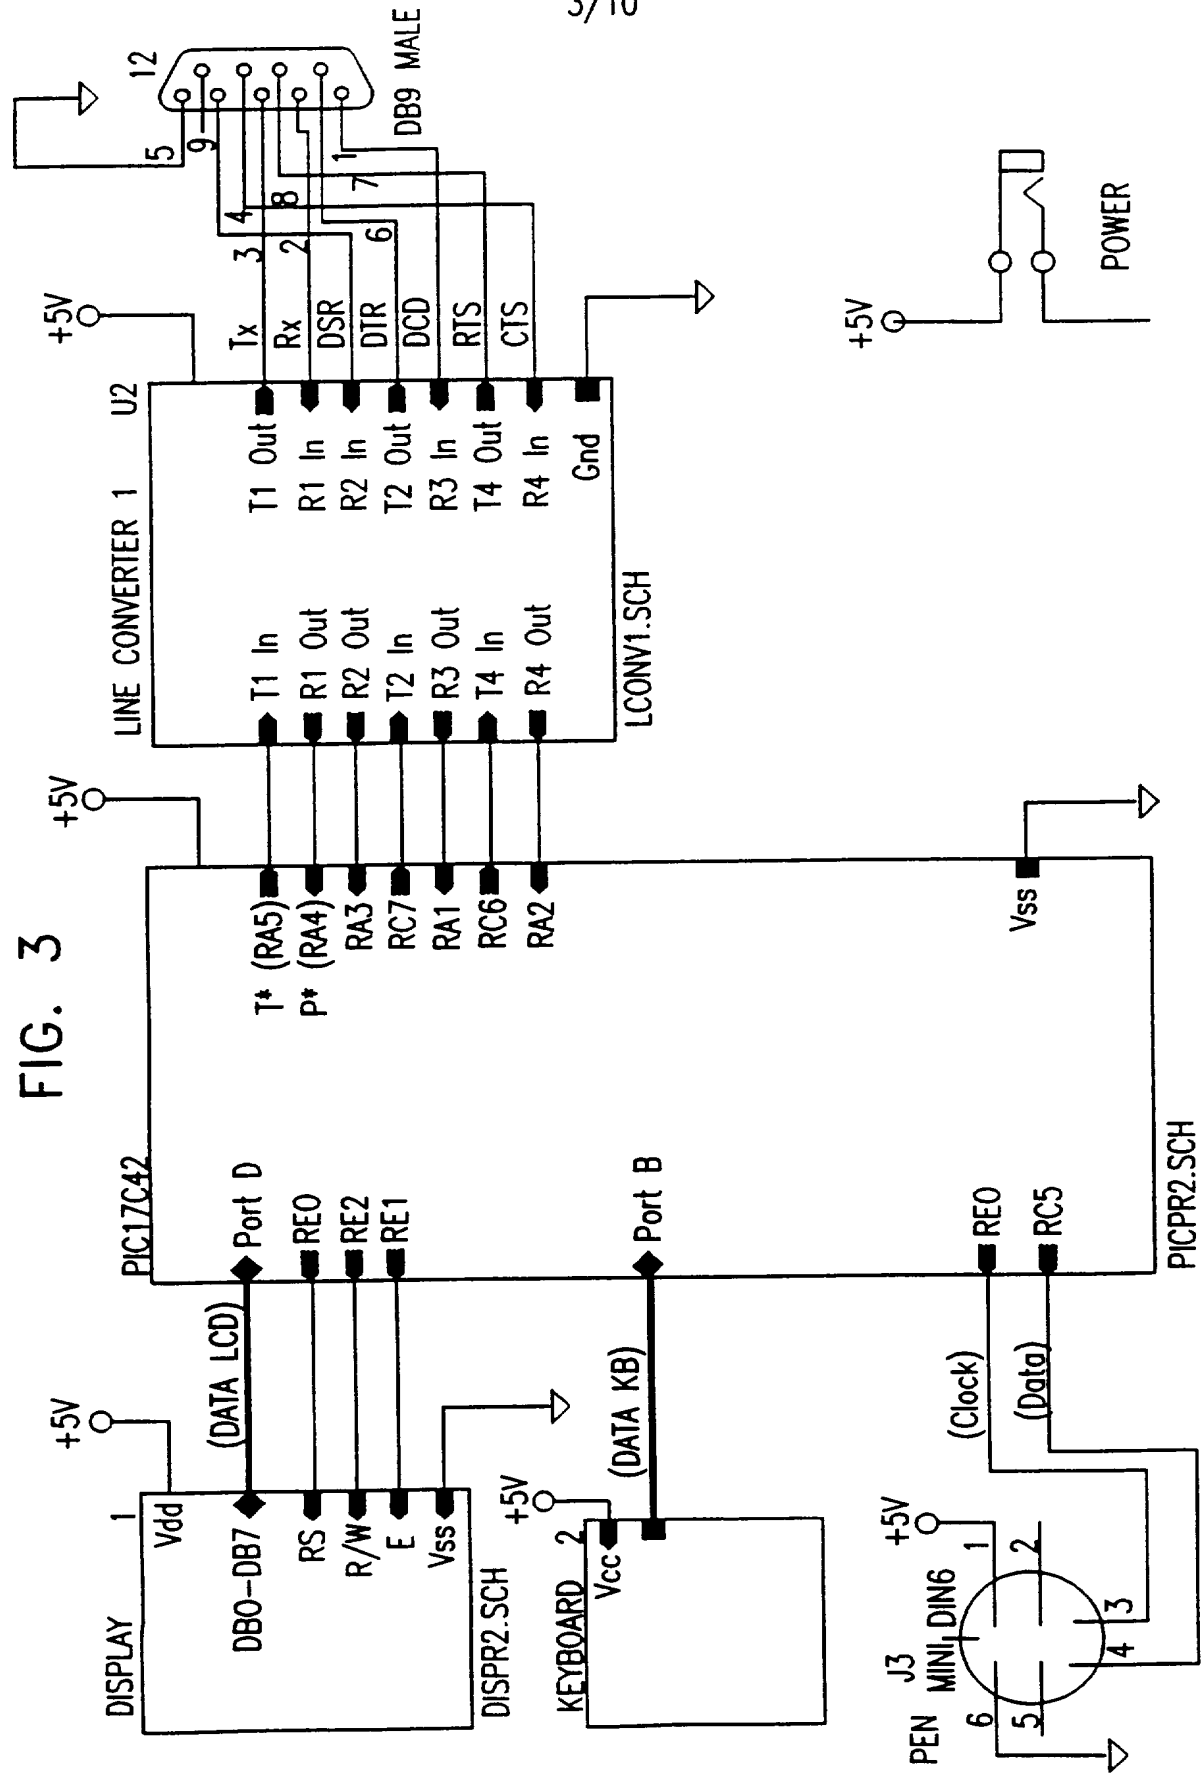 3/10
FIG. 3
DISPLAY
1
+5V
Vdd
DB0-DB7
(DATA LCD)
RS
R/W
E
Vss
DISPR2.SCH
KEYBOARD
2
+5V
Vcc
(DATA KB)
PEN
J3
MINI DIN6
+5V
6
1
5
2
4
3
(Clock)
(Data)
PIC17C42
+5V
Port D
RE0
RE2
RE1
Port B
RE0
RC5
T* (RA5)
P* (RA4)
RA3
RC7
RA1
RC6
RA2
Vss
PICPR2.SCH
LINE CONVERTER 1
U2
+5V
T1 In
T1 Out
R1 Out
R1 In
R2 Out
R2 In
T2 In
T2 Out
R3 Out
R3 In
T4 In
T4 Out
R4 Out
R4 In
Gnd
LCONV1.SCH
Tx
Rx
DSR
DTR
DCD
RTS
CTS
3
2
6
4
8
7
1
5
9
12
DB9 MALE
+5V
POWER